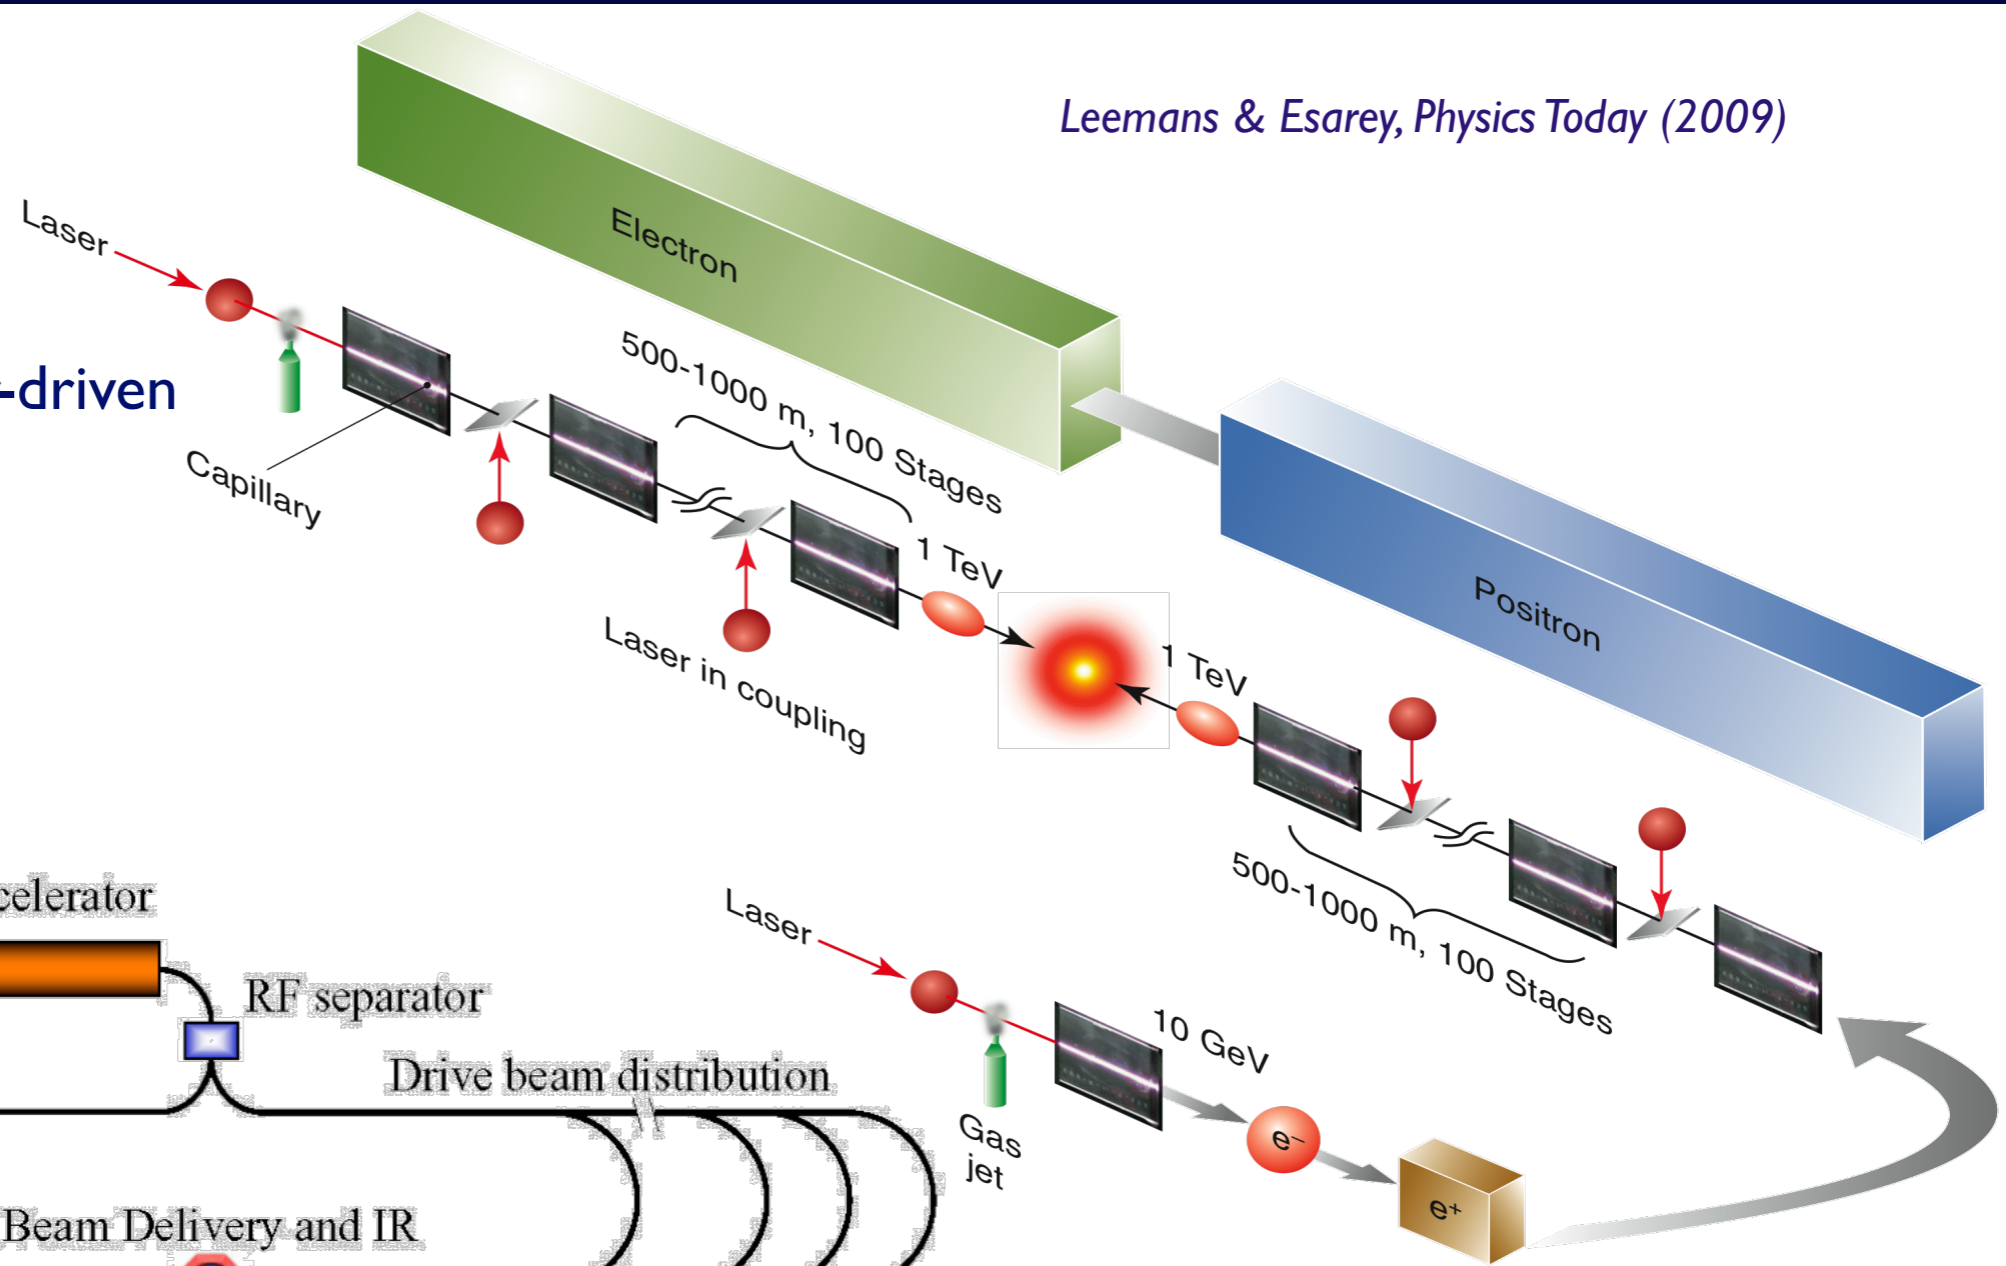 Leemans & Esarey, Physics Today (2009)
Electron
Laser
-driven
500-1000 m, 100 Stages
Capillary
1 TeV
Laser in coupling
1 TeV
Positron
500-1000 m, 100 Stages
Laser
10 GeV
Gas
jet
e⁻
e⁺
celerator
RF separator
Drive beam distribution
Beam Delivery and IR